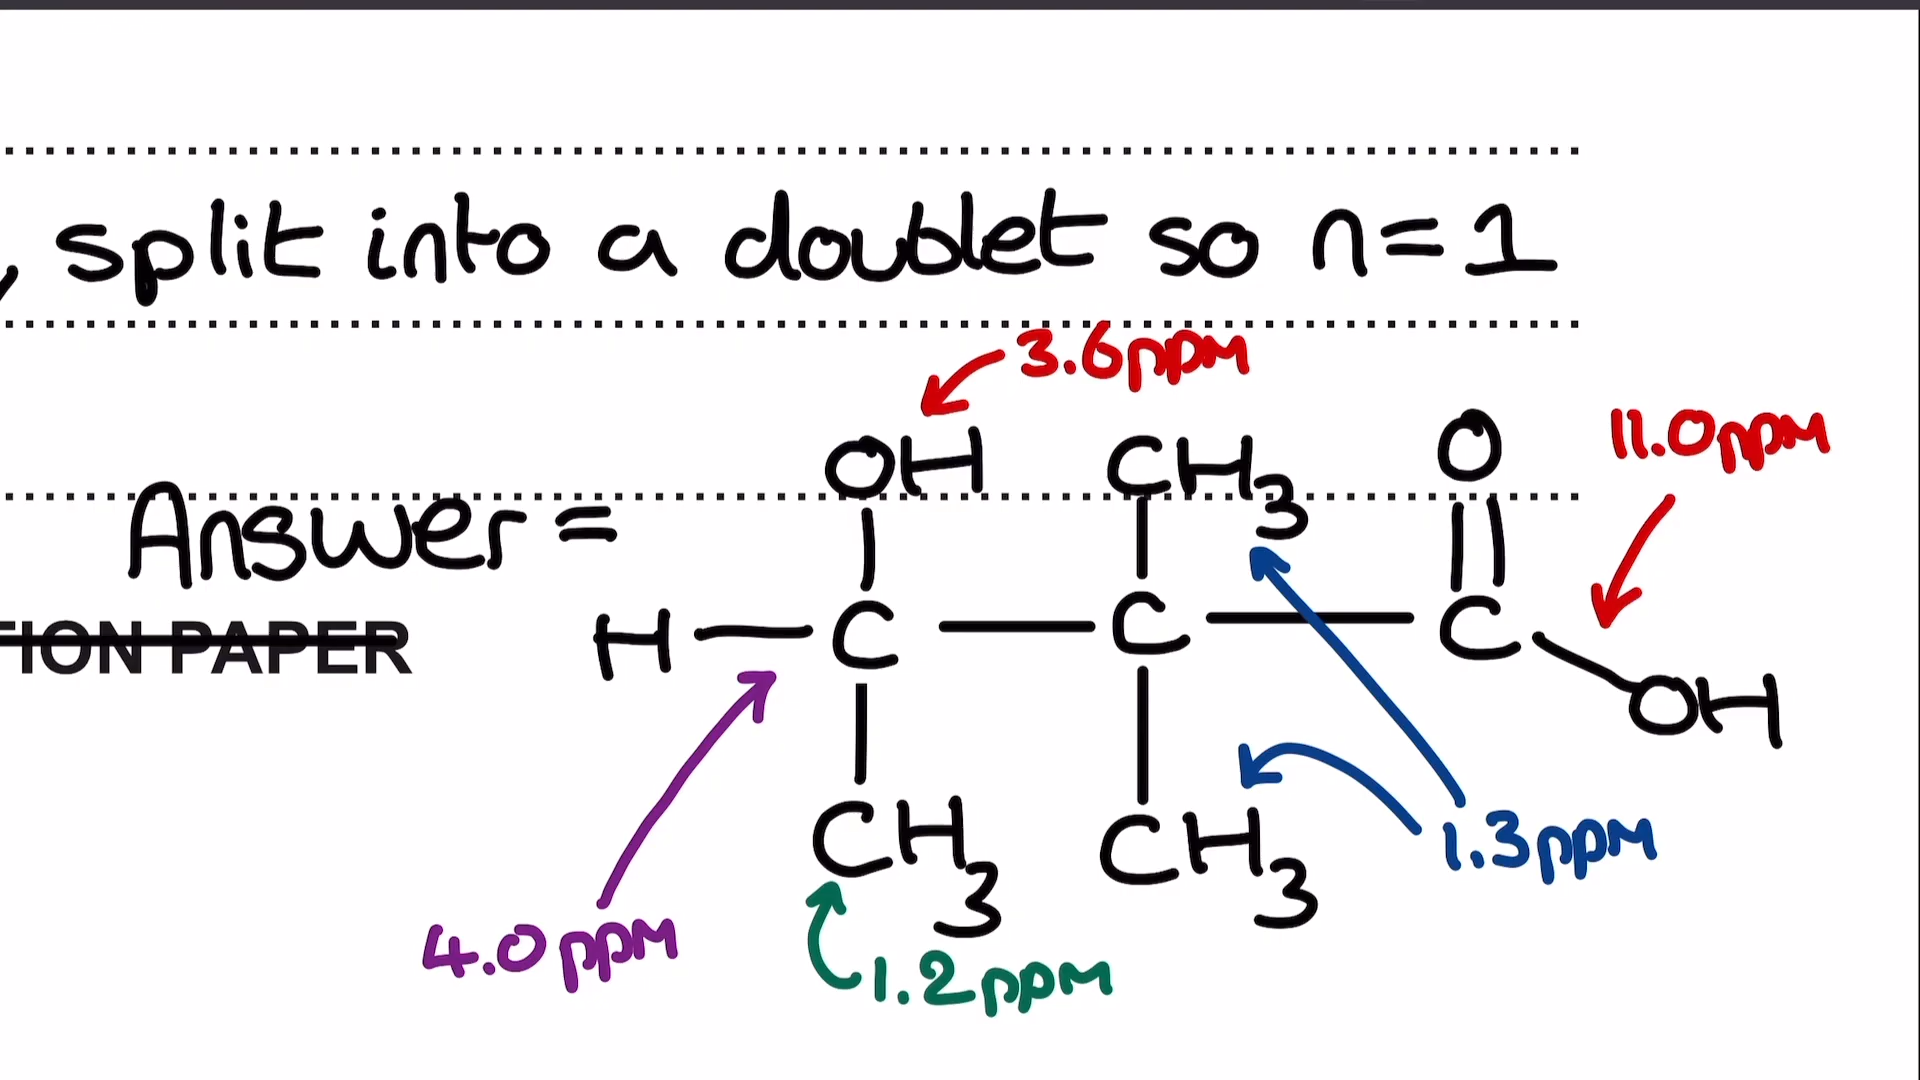 , split into a doublet so n=1
3.6ppm
11.0ppm
OH CH3 O
Answer =
TION PAPER
H C C C
OH
CH3 CH3
1.3ppm
4.0ppm
1.2ppm